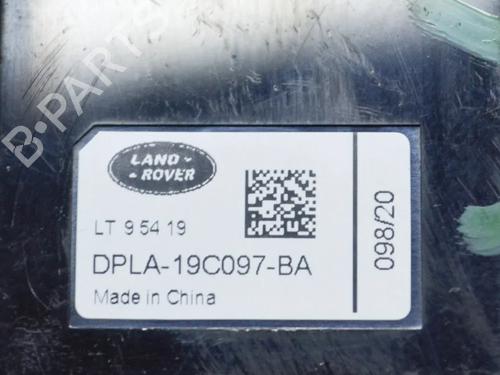 B-PARTS
LAND-
-ROVER
LT 9 54 19
DPLA-19C097-BA
Made in China
098/20